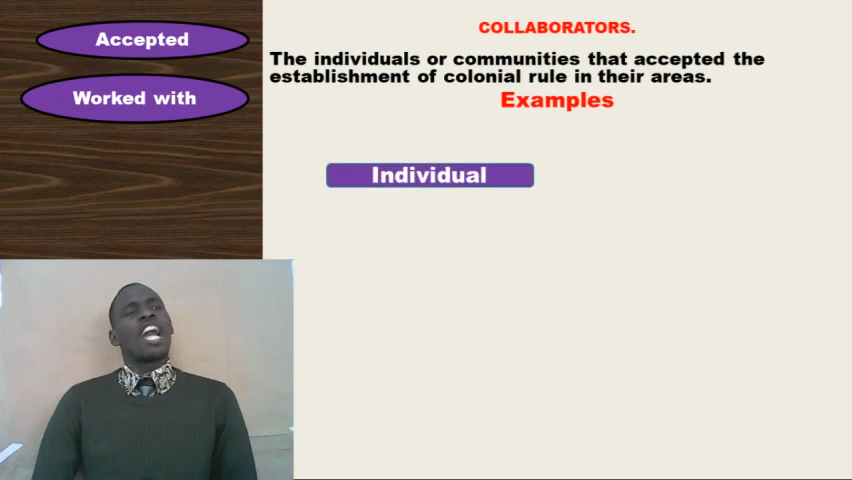 Accepted
Worked with
COLLABORATORS.
The individuals or communities that accepted the
establishment of colonial rule in their areas.
Examples
Individual